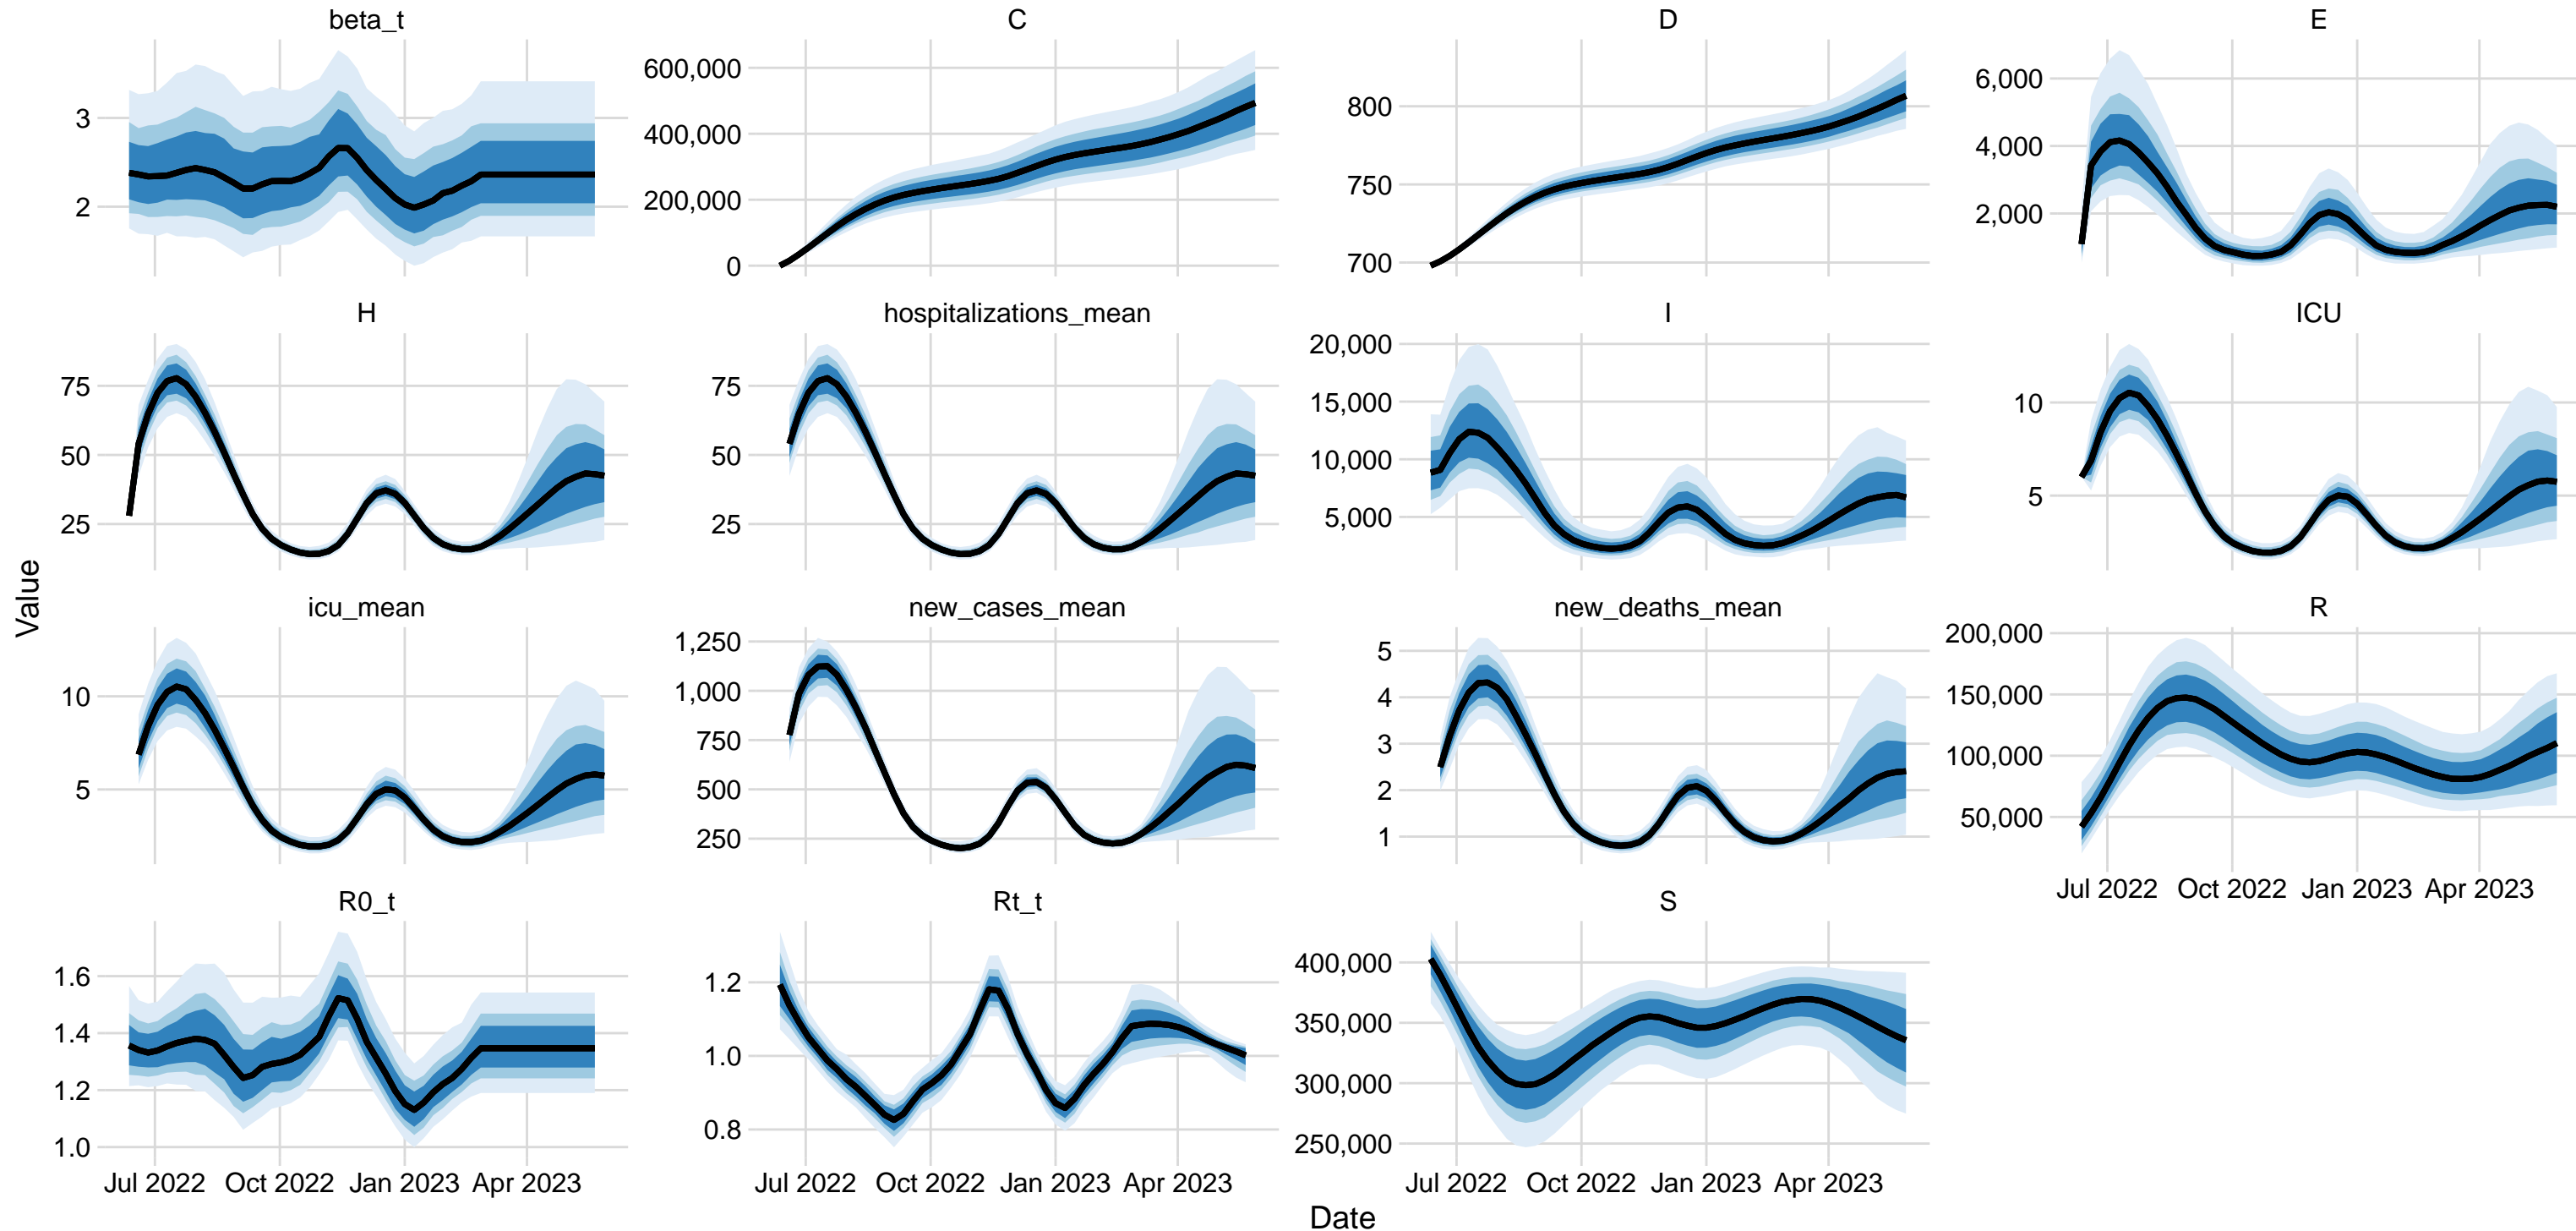 beta_t
3
2
C
600,000
400,000
200,000
0
D
800
750
700
E
6,000
4,000
2,000
H
75
50
25
hospitalizations_mean
75
50
25
I
20,000
15,000
10,000
5,000
ICU
10
5
Value
icu_mean
10
5
new_cases_mean
1,250
1,000
750
500
250
new_deaths_mean
5
4
3
2
1
R
200,000
150,000
100,000
50,000
Jul 2022 Oct 2022 Jan 2023 Apr 2023
R0_t
1.6
1.4
1.2
1.0
Jul 2022 Oct 2022 Jan 2023 Apr 2023
Rt_t
1.2
1.0
0.8
Jul 2022 Oct 2022 Jan 2023 Apr 2023
S
400,000
350,000
300,000
250,000
Jul 2022 Oct 2022 Jan 2023 Apr 2023
Date